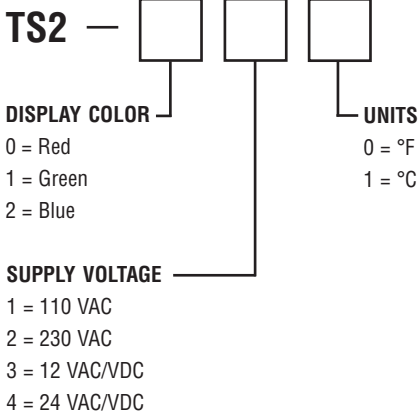 TS2 —
DISPLAY COLOR
0 = Red
1 = Green
2 = Blue
UNITS
0 = °F
1 = °C
SUPPLY VOLTAGE
1 = 110 VAC
2 = 230 VAC
3 = 12 VAC/VDC
4 = 24 VAC/VDC